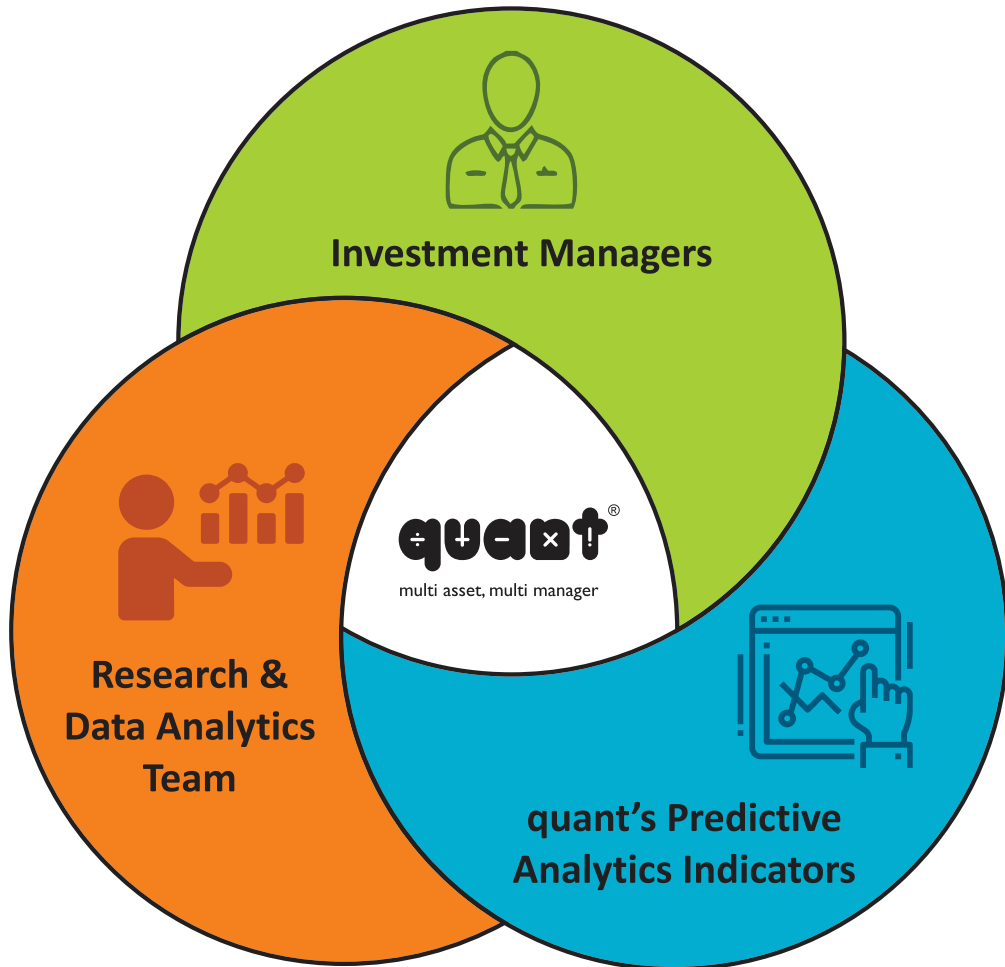 Investment Managers
quant®
multi asset, multi manager
Research &
Data Analytics
Team
quant’s Predictive
Analytics Indicators